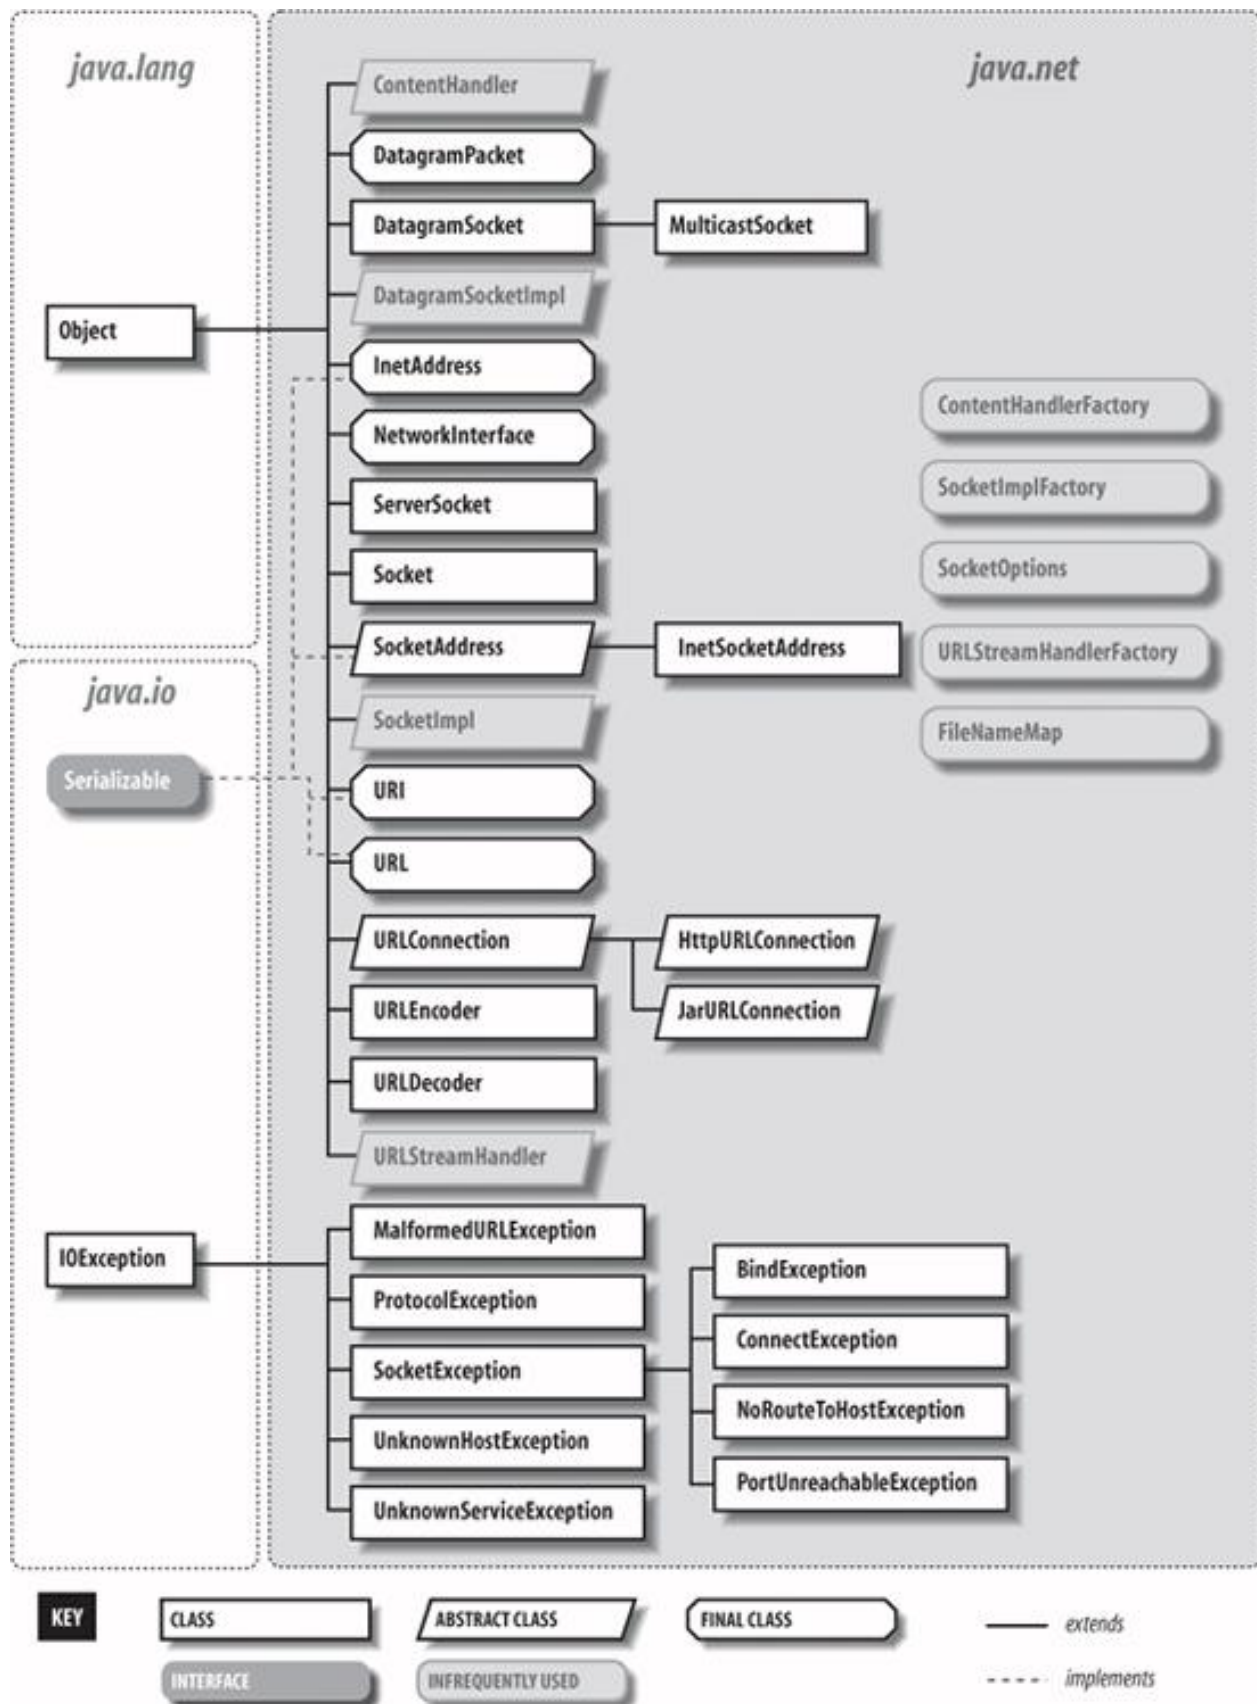 java.lang
java.net
ContentHandler
DatagramPacket
DatagramSocket
MulticastSocket
DatagramSocketImpl
Object
InetAddress
ContentHandlerFactory
NetworkInterface
SocketImplFactory
ServerSocket
SocketOptions
Socket
SocketAddress
InetSocketAddress
URLStreamHandlerFactory
java.io
SocketImpl
FileNameMap
Serializable
URI
URL
URLConnection
HttpURLConnection
URLEncoder
JarURLConnection
URLDecoder
URLStreamHandler
MalformedURLException
IOException
BindException
ProtocolException
ConnectException
SocketException
NoRouteToHostException
UnknownHostException
PortUnreachableException
UnknownServiceException
KEY
CLASS
ABSTRACT CLASS
FINAL CLASS
extends
INTERFACE
INFREQUENTLY USED
implements